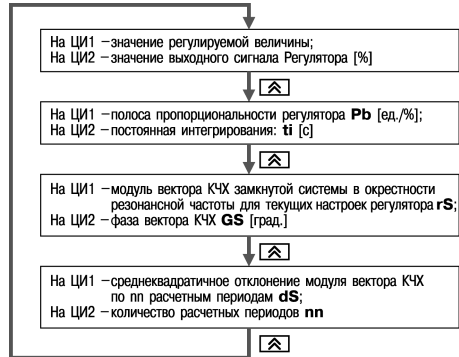 На ЦИ1 – значение регулируемой величины;
На ЦИ2 – значение выходного сигнала Регулятора [%]
На ЦИ1 – полоса пропорциональности регулятора Pb [ед./%];
На ЦИ2 – постоянная интегрирования: ti [с]
На ЦИ1 – модуль вектора КЧХ замкнутой системы в окрестности
резонансной частоты для текущих настроек регулятора rS;
На ЦИ2 – фаза вектора КЧХ GS [град.]
На ЦИ1 – среднеквадратичное отклонение модуля вектора КЧХ
по nn расчетным периодам dS;
На ЦИ2 – количество расчетных периодов nn